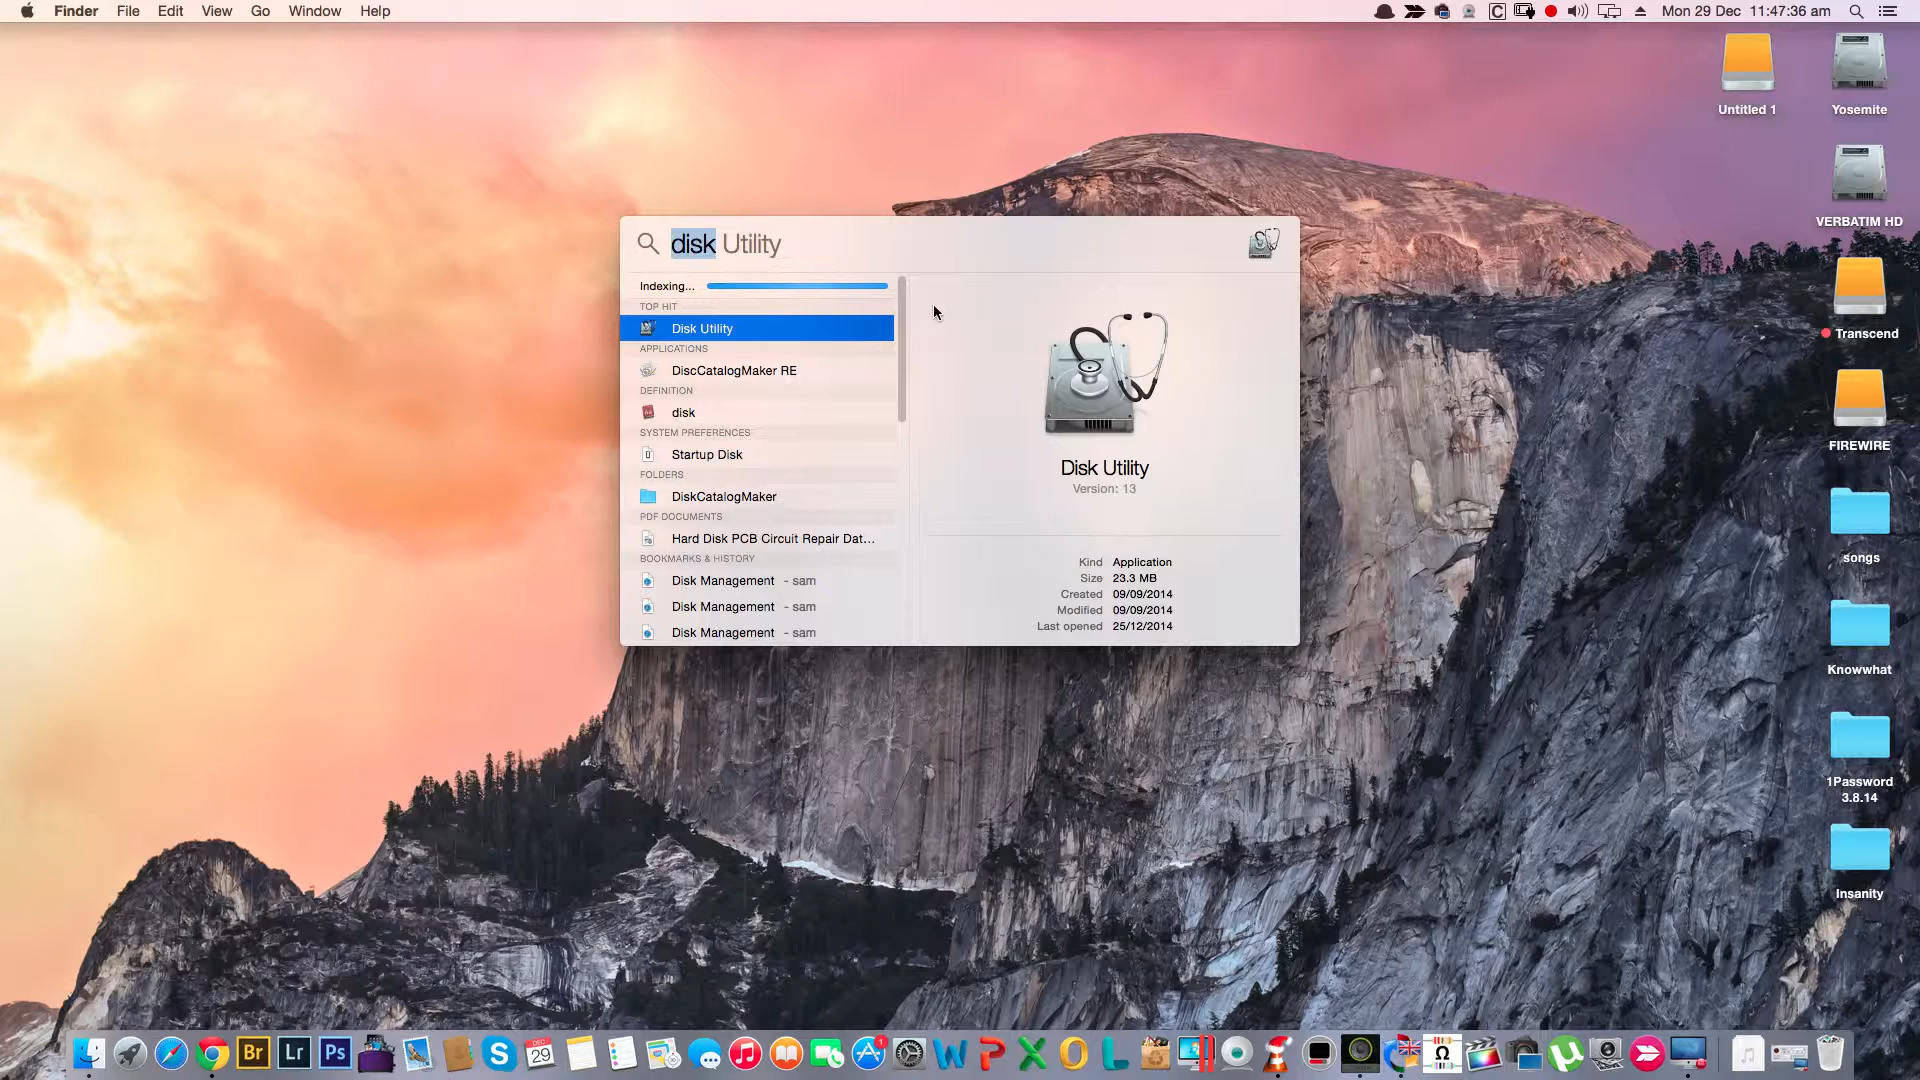 Finder File Edit View Go Window Help
Mon 29 Dec 11:47:36 am
Untitled 1
Yosemite
VERBATIM HD
Transcend
FIREWIRE
songs
Knowwhat
1Password
3.8.14
Insanity
disk Utility
Indexing...
TOP HIT
Disk Utility
APPLICATIONS
DiscCatalogMaker RE
DEFINITION
disk
SYSTEM PREFERENCES
Startup Disk
FOLDERS
DiskCatalogMaker
PDF DOCUMENTS
Hard Disk PCB Circuit Repair Dat...
BOOKMARKS & HISTORY
Disk Management - sam
Disk Management - sam
Disk Management - sam
Disk Utility
Version: 13
Kind Application
Size 23.3 MB
Created 09/09/2014
Modified 09/09/2014
Last opened 25/12/2014
Br Lr Ps
DEC
29
1